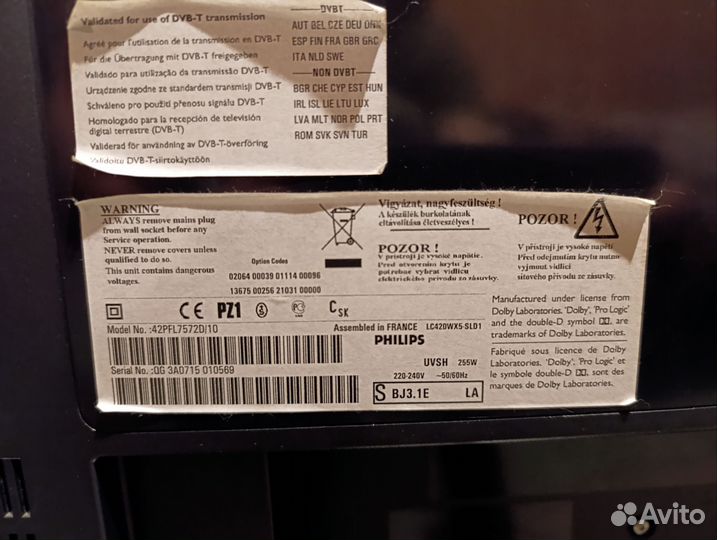 Validated for use of DVB-T transmission
Agréé pour l'utilisation de la transmission en DVB-T
Für die Übertragung mit DVB-T freigegeben
Validado para utilização da transmissão DVB-T
Urządzenie zgodne ze standardem transmisji DVB-T
Schváleno pro použití přenosu signálu DVB-T
Homologado para la recepción de televisión
digital terrestre (DVB-T)
Validerad för användning av DVB-T-överföring
Validoitu DVB-T-siirtokäyttöön
DVBT
AUT BEL CZE DEU DNK
ESP FIN FRA GBR GRC
ITA NLD SWE
NON DVBT
BGR CHE CYP EST HUN
IRL ISL LIE LTU LUX
LVA MLT NOR POL PRT
ROM SVK SVN TUR
WARNING
ALWAYS remove mains plug
from wall socket before any
Service operation.
NEVER remove covers unless
qualified to do so.
This unit contains dangerous
voltages.
Option Codes
02064 00039 01114 00096
13675 00256 21031 00000
Vigyázat, nagyfeszültség !
A készülék burkolatának
eltávolítása életveszélyes !
POZOR !
V prístroji je vysoké napätie.
Pred otvorením krytu je
potrebné vybrat vidlicu
elektrického prívodu zo zásuvky.
POZOR !
V přístroji je vysoké napětí
Před odejmutím krytu nutno
vyjmout vidlici
síťového přívodu ze zásuvky.
CE PZ1 CSK
Model No. :42PFL7572D/10
Serial No. :QG 3A0715 010569
Assembled in FRANCE LC420WX5-SLD1
PHILIPS
UVSH 255W
220-240V ~50/60Hz
S BJ3.1E LA
Manufactured under license from
Dolby Laboratories. 'Dolby', 'Pro Logic'
and the double-D symbol are
trademarks of Dolby Laboratories.
Fabriqué sous licence de Dolby
Laboratories. 'Dolby', 'Pro Logic' et
le symbole double-D sont des
marques de Dolby Laboratories.
Avito